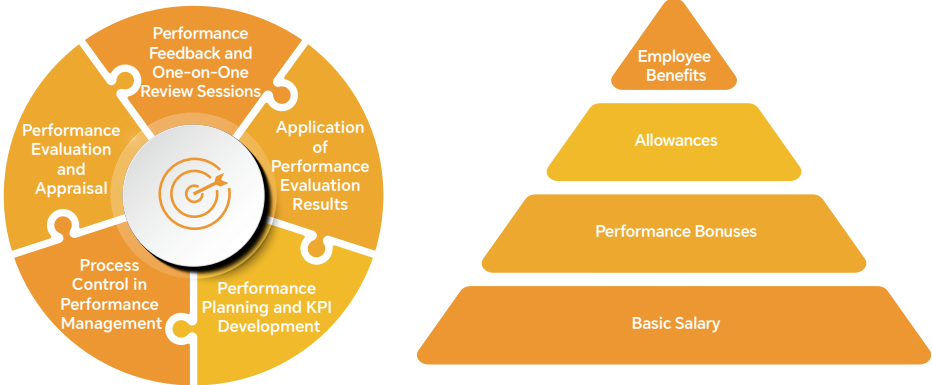 Performance
Feedback and
One-on-One
Review Sessions
Application
of
Performance
Evaluation
Results
Performance
Planning and KPI
Development
Process
Control in
Performance
Management
Performance
Evaluation
and
Appraisal
Employee
Benefits
Allowances
Performance Bonuses
Basic Salary